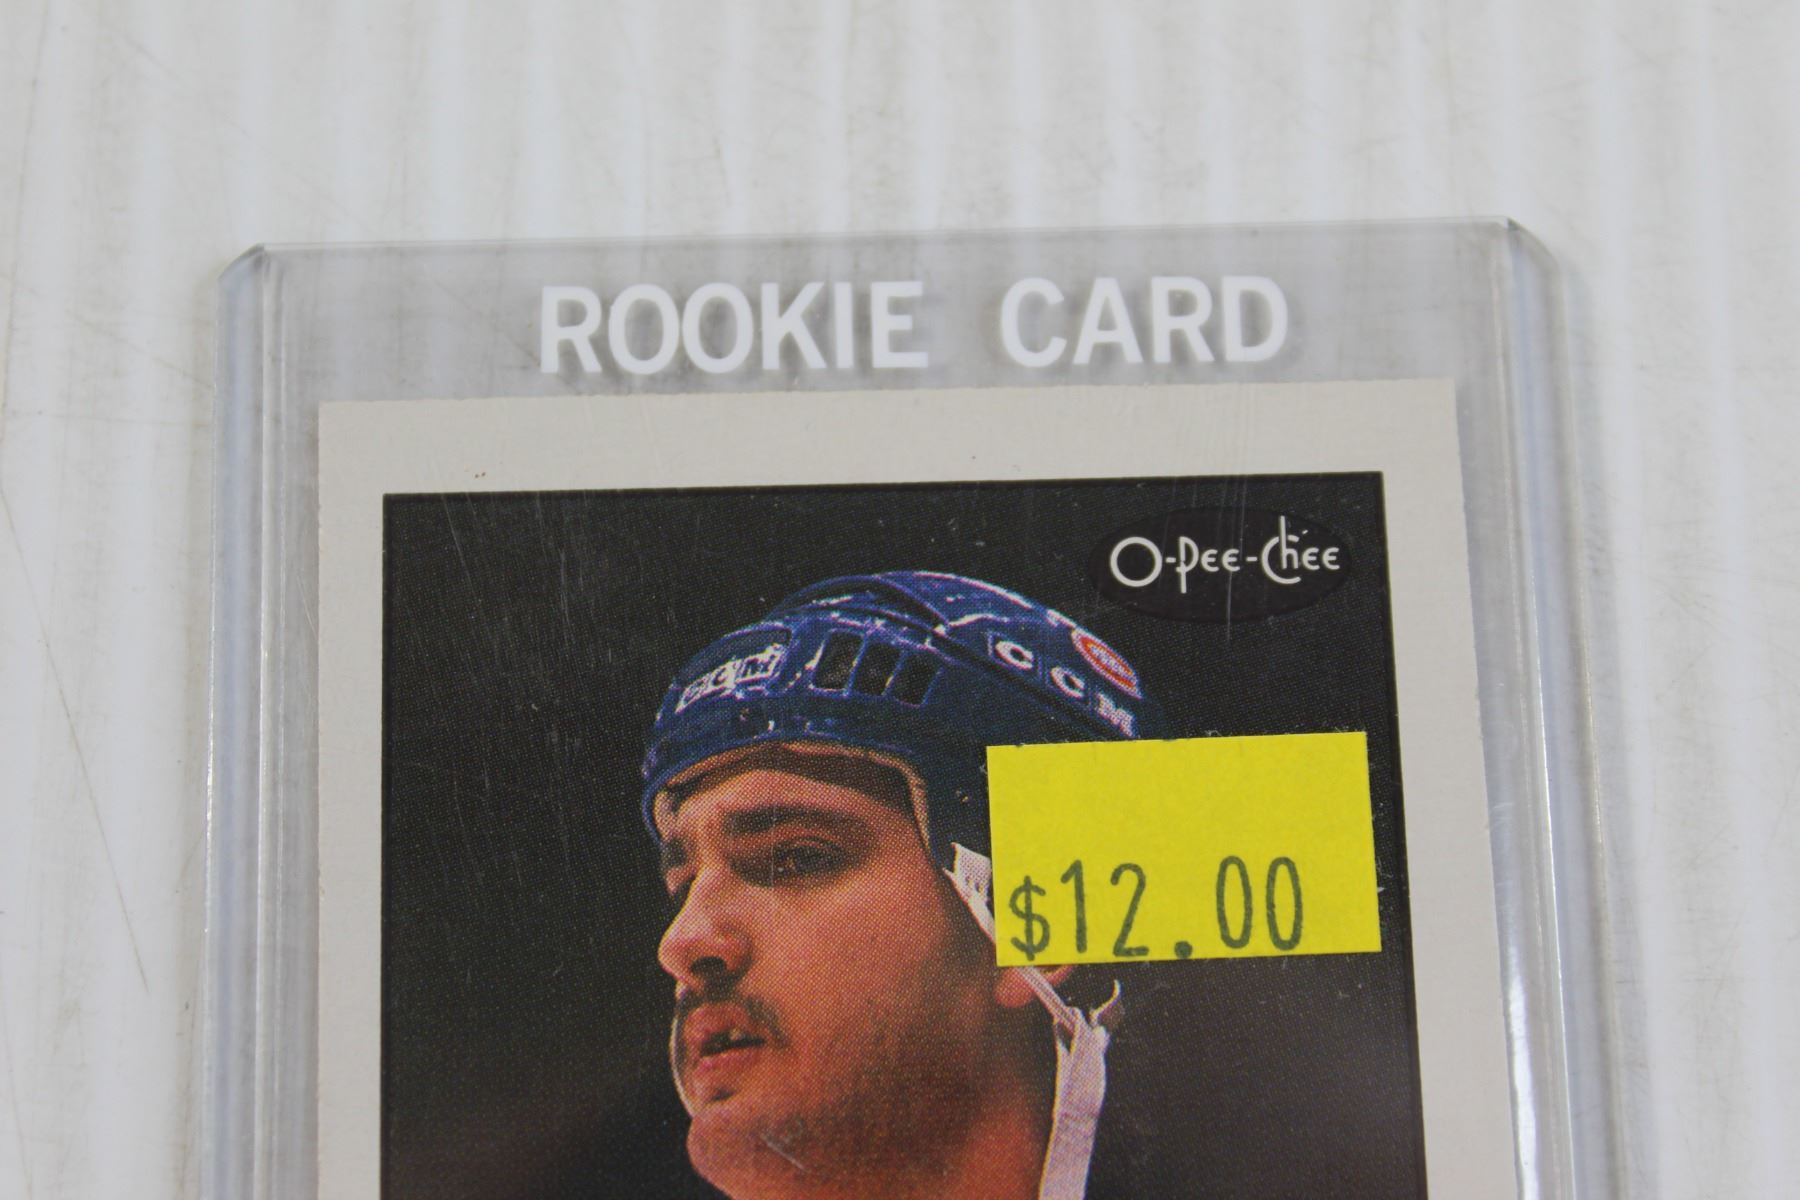 ROOKIE CARD
O-Pee-Chee
CCM
CCM
$12.00